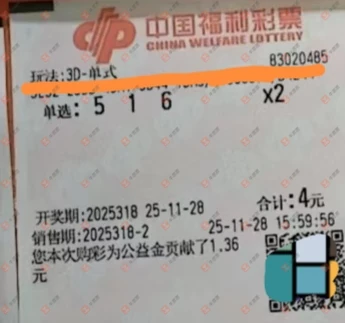 中国福利彩票
CHINA WELFARE LOTTERY
玩法:3D-单式 83020485
单选: 5 1 6 x2
合计:4元
开奖期:2025318 25-11-28
销售期:2025318-2 25-11-28 15:59:56
您本次购彩为公益金贡献了1.36
元